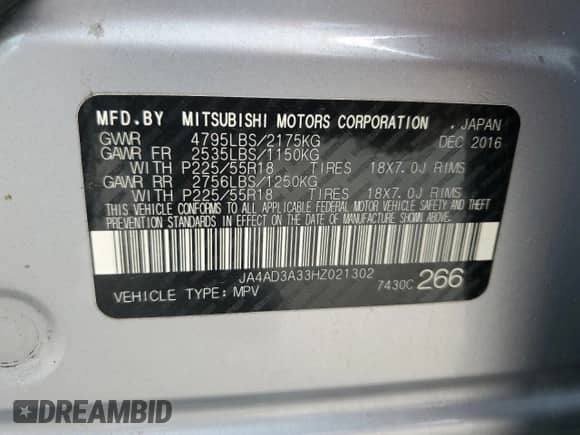 MFD.BY MITSUBISHI MOTORS CORPORATION . JAPAN
GVWR 4795LBS/2175KG DEC 2016
GAWR FR 2535LBS/1150KG
WITH P225/55R18 TIRES 18X7.0J RIMS
GAWR RR 2756LBS/1250KG
WITH P225/55R18 TIRES 18X7.0J RIMS
THIS VEHICLE CONFORMS TO ALL APPLICABLE FEDERAL MOTOR VEHICLE SAFETY AND THEFT
PREVENTION STANDARDS IN EFFECT ON THE DATE OF MANUFACTURE SHOWN ABOVE.
JA4AD3A33HZ021302
VEHICLE TYPE: MPV 7430C 266
DREAMBID